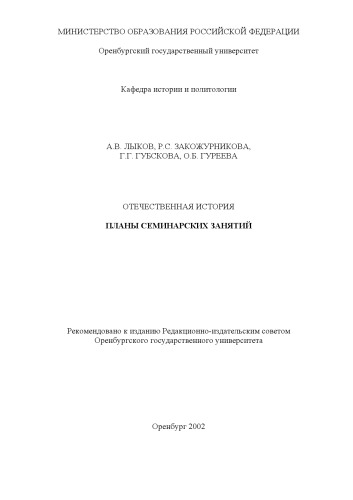 МИНИСТЕРСТВО ОБРАЗОВАНИЯ РОССИЙСКОЙ ФЕДЕРАЦИИ
Оренбургский государственный университет
Кафедра истории и политологии
А.В. ЛЫКОВ, Р.С. ЗАКОЖУРНИКОВА,
Г.Г. ГУБСКОВА, О.Б. ГУРЕЕВА
ОТЕЧЕСТВЕННАЯ ИСТОРИЯ
ПЛАНЫ СЕМИНАРСКИХ ЗАНЯТИЙ
Рекомендовано к изданию Редакционно-издательским советом
Оренбургского государственного университета
Оренбург 2002